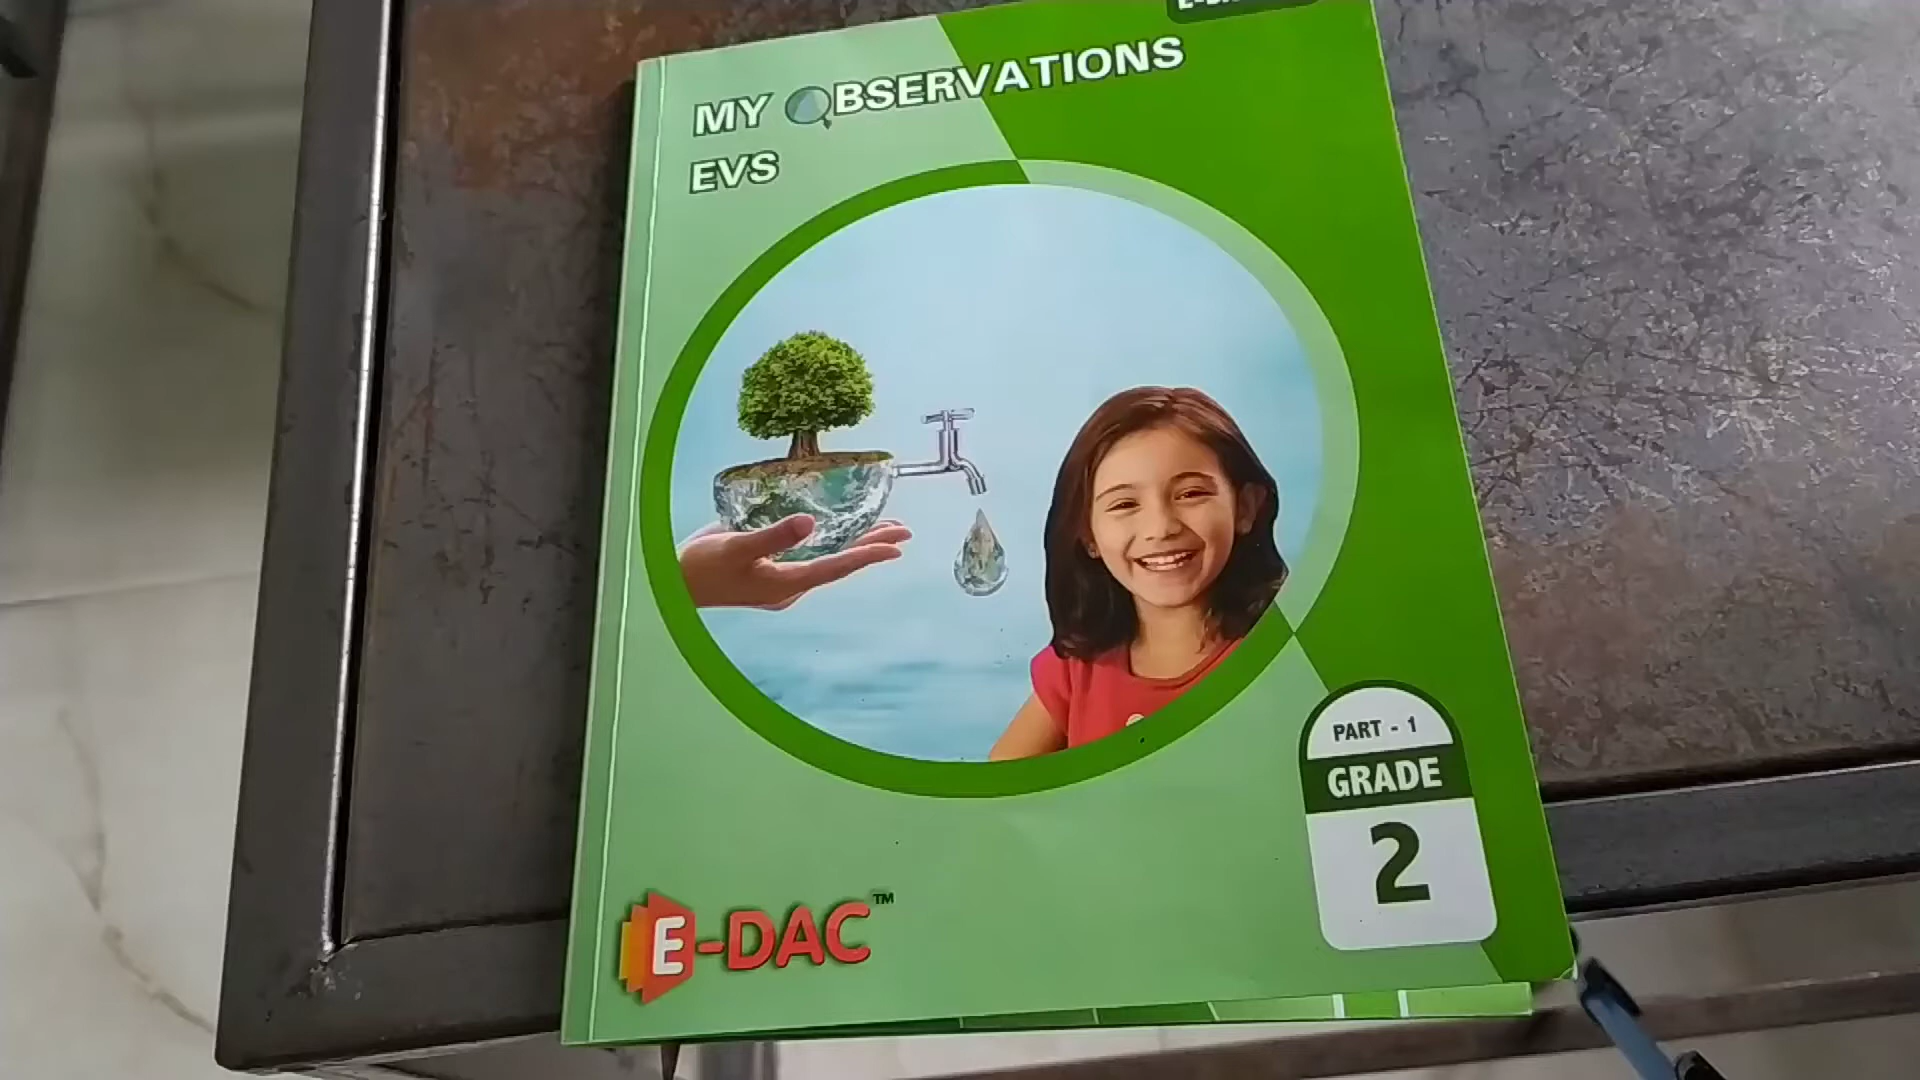 MY OBSERVATIONS
EVS
PART - 1
GRADE
2
E-DAC™